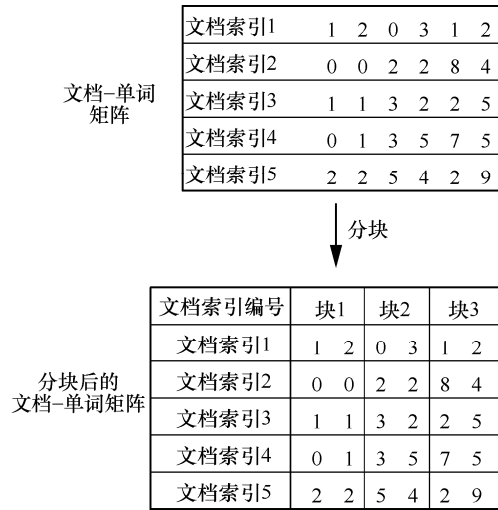 文档索引1 1 2 0 3 1 2
文档索引2 0 0 2 2 8 4
文档-单词
矩阵
文档索引3 1 1 3 2 2 5
文档索引4 0 1 3 5 7 5
文档索引5 2 2 5 4 2 9
分块
文档索引编号 块1 块2 块3
文档索引1 1 2 0 3 1 2
分块后的
文档-单词矩阵
文档索引2 0 0 2 2 8 4
文档索引3 1 1 3 2 2 5
文档索引4 0 1 3 5 7 5
文档索引5 2 2 5 4 2 9